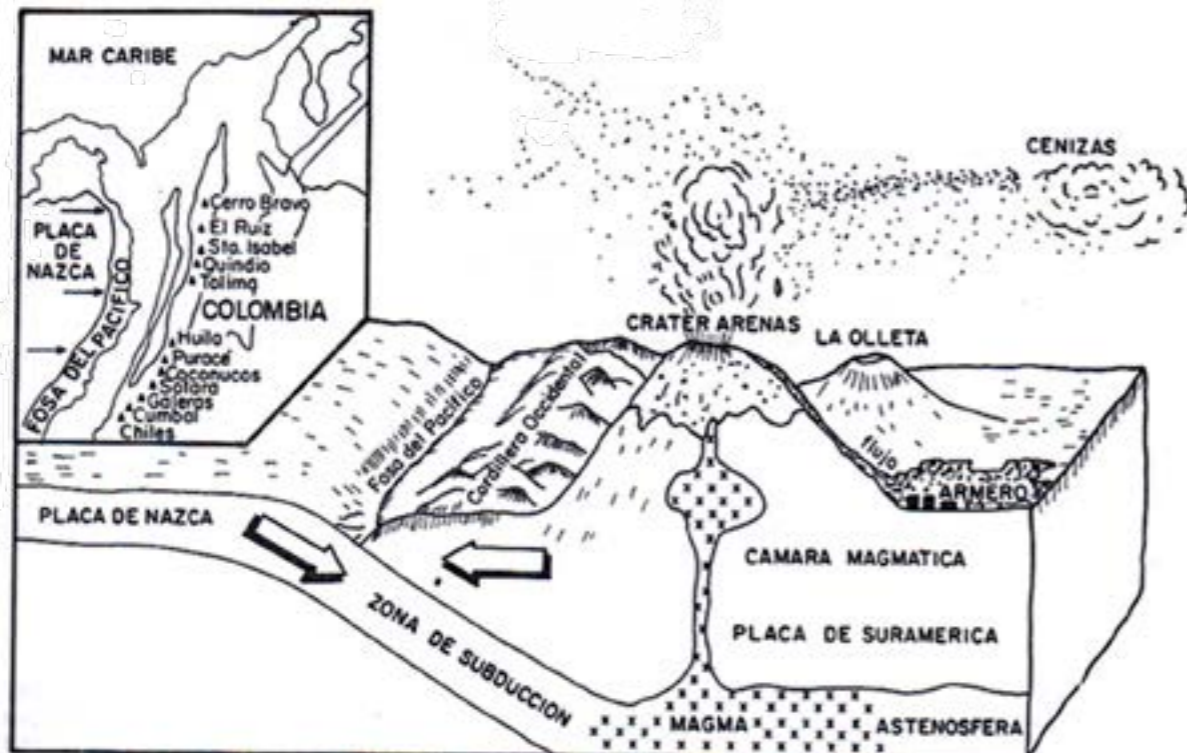 MAR CARIBE
PLACA
DE
NAZCA
FOSA DEL PACIFICO
Cerro Bravo
El Ruiz
Sta. Isabel
Quindio
Tolima
COLOMBIA
Huila
Puracé
Coconucos
Sotara
Galeras
Cumbal
Chiles
CENIZAS
CRATER ARENAS
LA OLLETA
Fosa del Pacífico
Cordillera Occidental
flujo
ARMERO
PLACA DE NAZCA
ZONA DE SUBDUCCION
CAMARA MAGMATICA
PLACA DE SURAMERICA
MAGMA
ASTENOSFERA